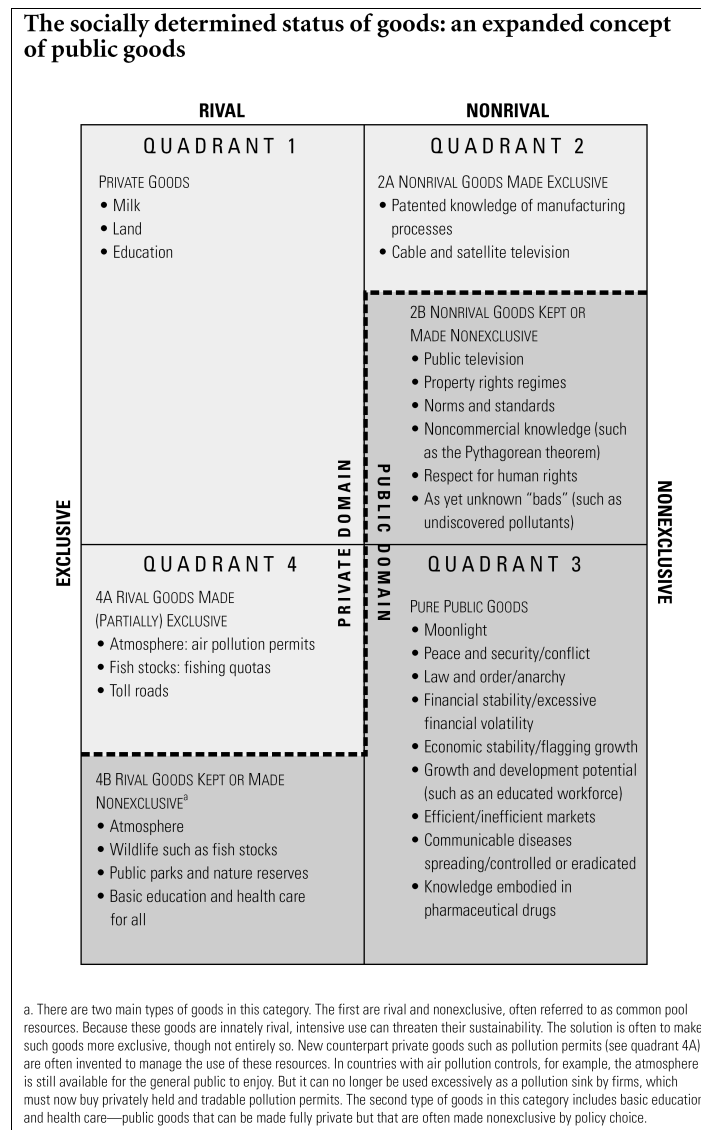 The socially determined status of goods: an expanded concept
of public goods
RIVAL
NONRIVAL
QUADRANT 1
PRIVATE GOODS
• Milk
• Land
• Education
QUADRANT 2
2A NONRIVAL GOODS MADE EXCLUSIVE
• Patented knowledge of manufacturing
processes
• Cable and satellite television
2B NONRIVAL GOODS KEPT OR
MADE NONEXCLUSIVE
• Public television
• Property rights regimes
• Norms and standards
• Noncommercial knowledge (such
as the Pythagorean theorem)
• Respect for human rights
• As yet unknown “bads” (such as
undiscovered pollutants)
EXCLUSIVE
PRIVATE DOMAIN
PUBLIC DOMAIN
NONEXCLUSIVE
QUADRANT 4
4A RIVAL GOODS MADE
(PARTIALLY) EXCLUSIVE
• Atmosphere: air pollution permits
• Fish stocks: fishing quotas
• Toll roads
4B RIVAL GOODS KEPT OR MADE
NONEXCLUSIVEa
• Atmosphere
• Wildlife such as fish stocks
• Public parks and nature reserves
• Basic education and health care
for all
QUADRANT 3
PURE PUBLIC GOODS
• Moonlight
• Peace and security/conflict
• Law and order/anarchy
• Financial stability/excessive
financial volatility
• Economic stability/flagging growth
• Growth and development potential
(such as an educated workforce)
• Efficient/inefficient markets
• Communicable diseases
spreading/controlled or eradicated
• Knowledge embodied in
pharmaceutical drugs
a. There are two main types of goods in this category. The first are rival and nonexclusive, often referred to as common pool
resources. Because these goods are innately rival, intensive use can threaten their sustainability. The solution is often to make
such goods more exclusive, though not entirely so. New counterpart private goods such as pollution permits (see quadrant 4A)
are often invented to manage the use of these resources. In countries with air pollution controls, for example, the atmosphere
is still available for the general public to enjoy. But it can no longer be used excessively as a pollution sink by firms, which
must now buy privately held and tradable pollution permits. The second type of goods in this category includes basic education
and health care—public goods that can be made fully private but that are often made nonexclusive by policy choice.